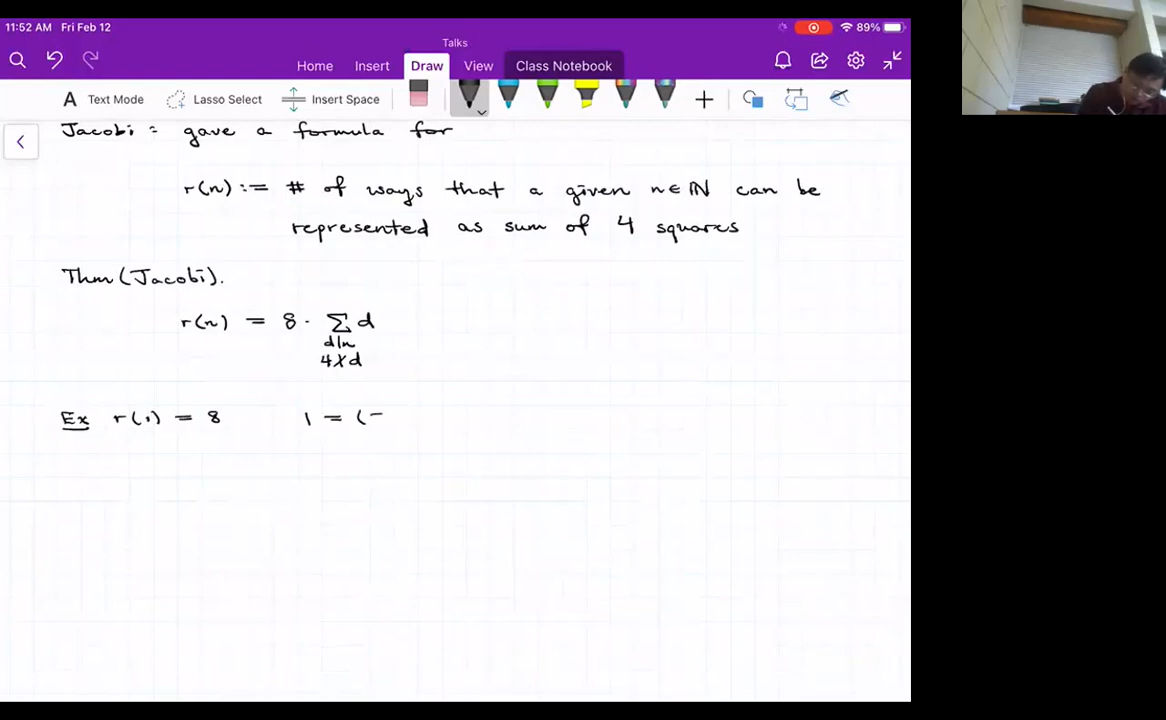 11:52 AM Fri Feb 12
89%
Talks
Home Insert Draw View Class Notebook
A Text Mode Lasso Select Insert Space
Jacobi : gave a formula for
r(n) := # of ways that a given n ∈ ℕ can be
represented as sum of 4 squares
Thm (Jacobi).
r(n) = 8 · ∑ d
d|n
4∤d
Ex r(1) = 8 1 = (-